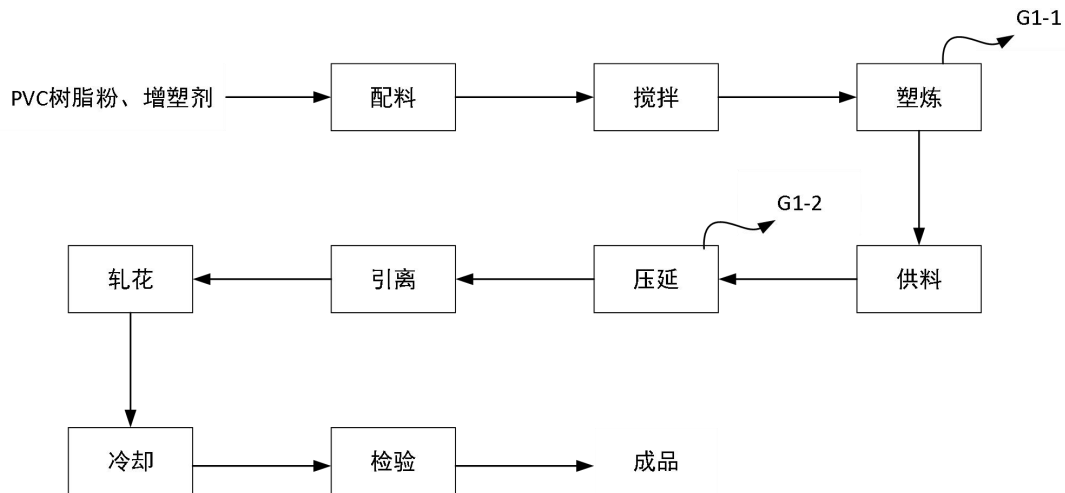 G1-1
PVC树脂粉、增塑剂
配料
搅拌
塑炼
G1-2
轧花
引离
压延
供料
冷却
检验
成品